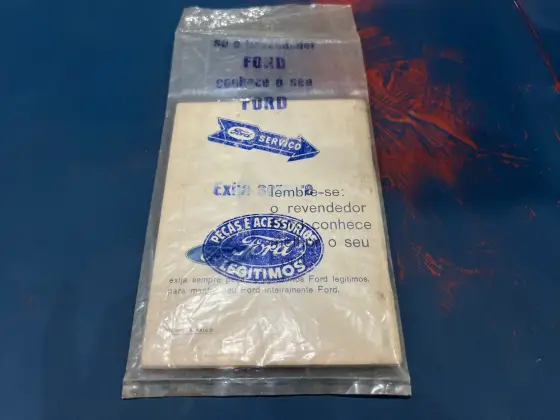 só o revendedor
FORD
conhece o seu
FORD
Ford SERVIÇO
Exija sempre
lembre-se:
o revendedor
conhece
o seu
PEÇAS E ACESSÓRIOS
Ford
LEGÍTIMOS
exija sempre Ford legítimos,
para seu Ford inteiramente Ford.